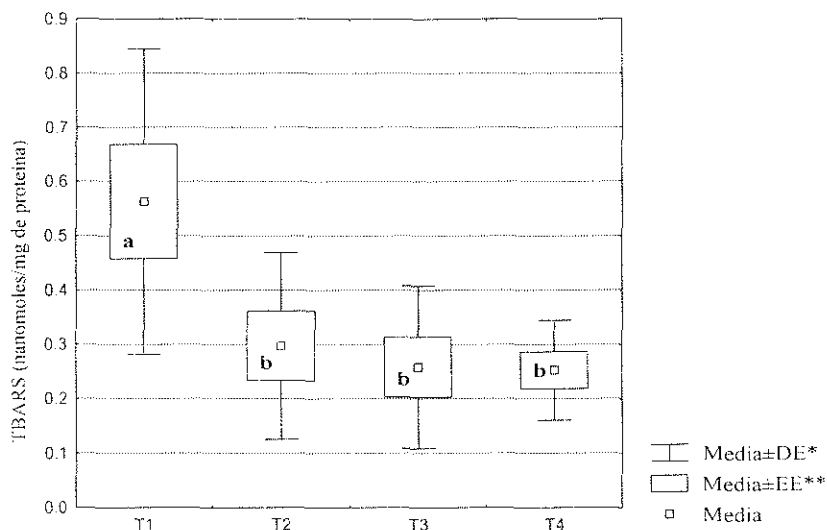 0.9
0.8
0.7
0.6
0.5
0.4
0.3
0.2
0.1
0.0
TBARS (nanomoles/mg de proteina)
a
b
b
b
T1
T2
T3
T4
Media±DE*
Media±EE**
Media